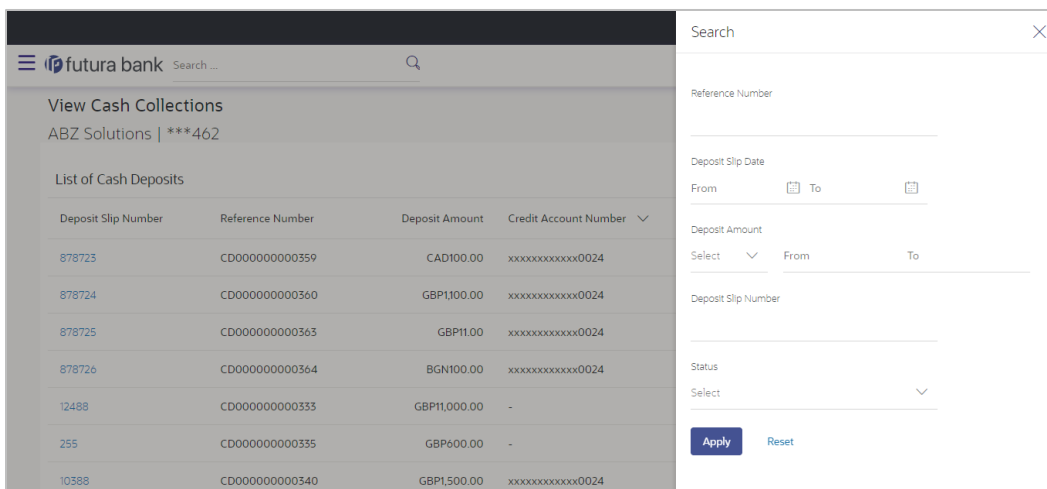 Search
futura bank Search ...
View Cash Collections
ABZ Solutions | ***462
List of Cash Deposits
Deposit Slip Number Reference Number Deposit Amount Credit Account Number
878723 CD000000000359 CAD100.00 xxxxxxxxxxxx0024
878724 CD000000000360 GBP1,100.00 xxxxxxxxxxxx0024
878725 CD000000000363 GBP11.00 xxxxxxxxxxxx0024
878726 CD000000000364 BGN100.00 xxxxxxxxxxxx0024
12488 CD000000000333 GBP11,000.00 -
255 CD000000000335 GBP600.00 -
10388 CD000000000340 GBP1,500.00 xxxxxxxxxxxx0024
Reference Number
Deposit Slip Date
From To
Deposit Amount
Select From To
Deposit Slip Number
Status
Select
Apply Reset